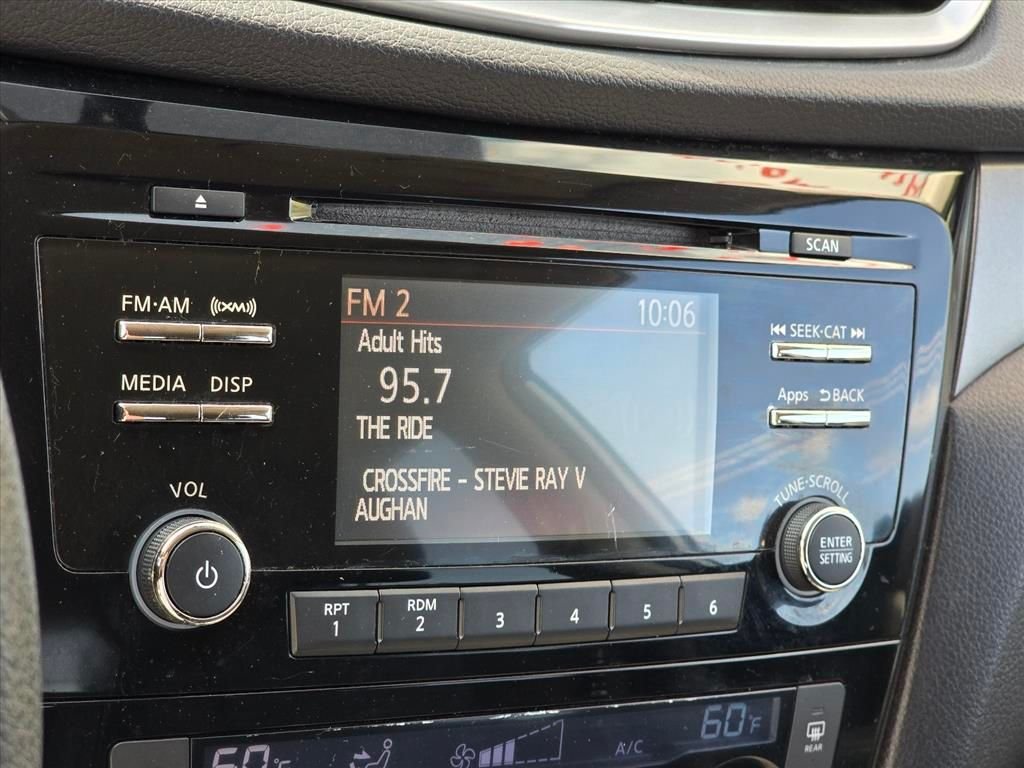 SCAN
FM·AM ((XM))
SEEK·CAT
MEDIA DISP
Apps BACK
FM 2 10:06
Adult Hits
95.7
THE RIDE
CROSSFIRE - STEVIE RAY V
AUGHAN
VOL
TUNE·SCROLL
ENTER
SETTING
RPT RDM
1 2 3 4 5 6
60°F
60°F
A/C
REAR